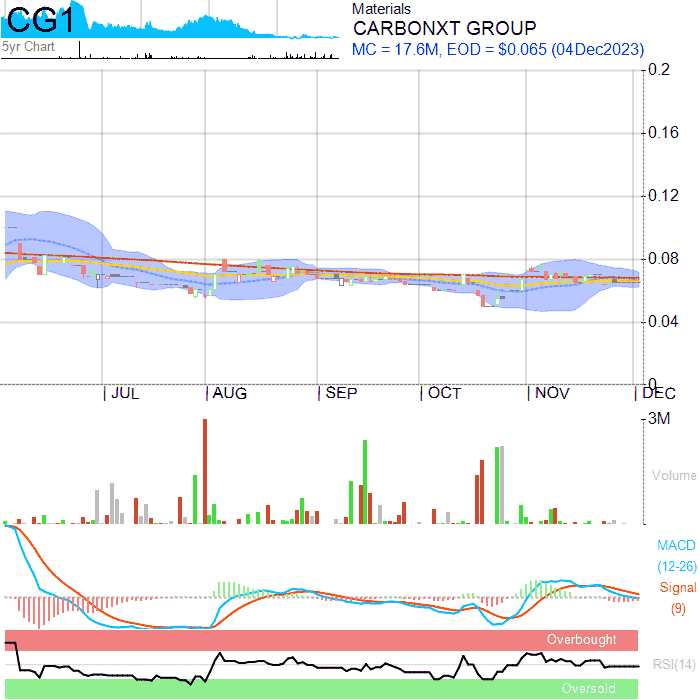 CG1
5yr Chart
Materials
CARBONXT GROUP
MC = 17.6M, EOD = $0.065 (04Dec2023)
0.2
0.16
0.12
0.08
0.04
0
JUL AUG SEP OCT NOV DEC
3M
Volume
MACD
(12-26)
Signal
(9)
Overbought
RSI(14)
Oversold